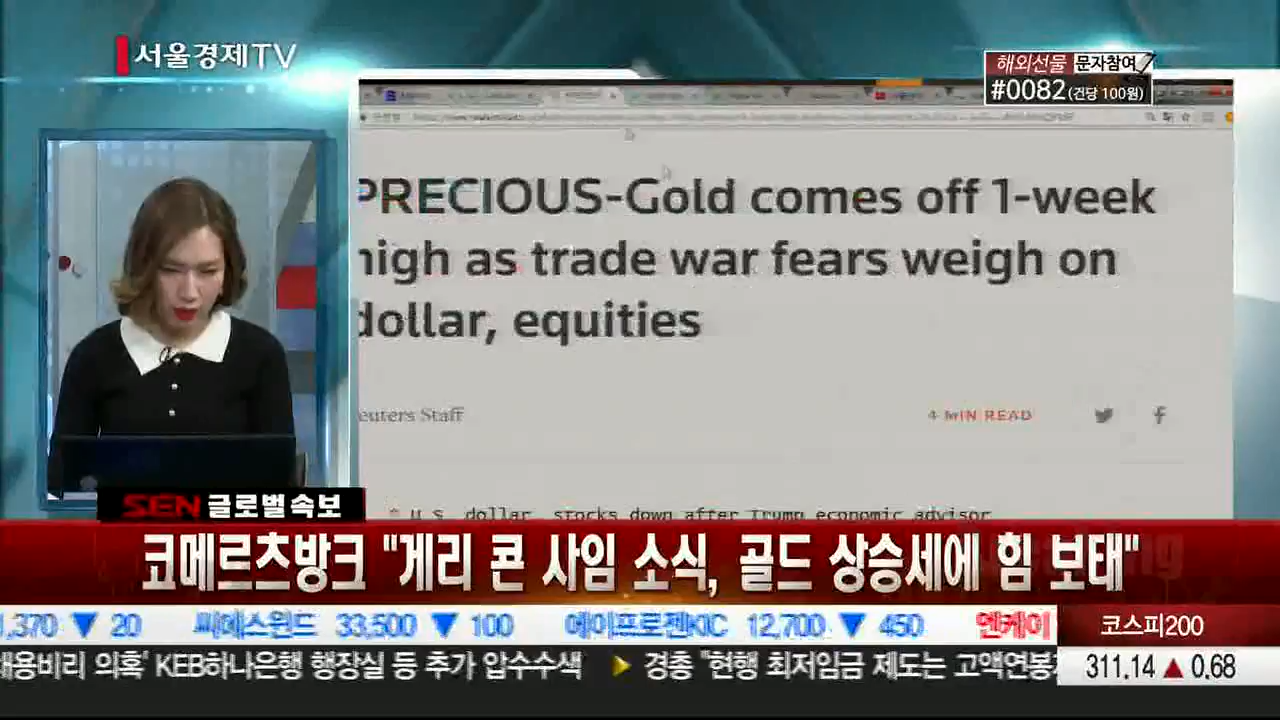 서울경제TV
해외선물 문자참여
#0082(건당 100원)
PRECIOUS-Gold comes off 1-week
high as trade war fears weigh on
dollar, equities
euters Staff
4 MIN READ
* U.S. dollar, stocks down after Trump economic advisor
SEN 글로벌속보
코메르츠방크 "게리 콘 사임 소식, 골드 상승세에 힘 보태"
1,370 ▼ 20 씨에스윈드 33,500 ▼ 100 에이프로젠KIC 12,700 ▼ 450 엔케이
코스피200
채용비리 의혹' KEB하나은행 행장실 등 추가 압수수색 ▶ 경총 "현행 최저임금 제도는 고액연봉
311.14 ▲ 0.68